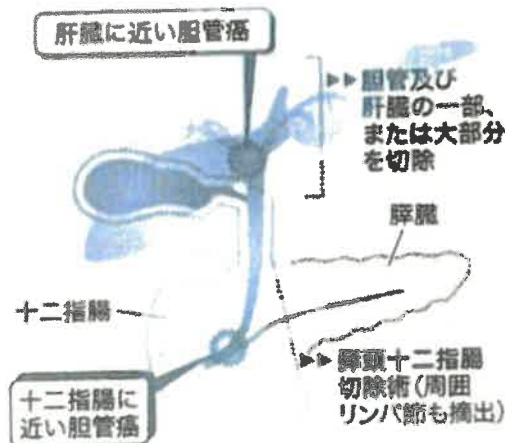 肝臓に近い胆管癌
▶▶胆管及び
肝臓の一部、
または大部分
を切除
膵臓
十二指腸
▶▶膵頭十二指腸
切除術(周囲
リンパ節も摘出)
十二指腸に
近い胆管癌